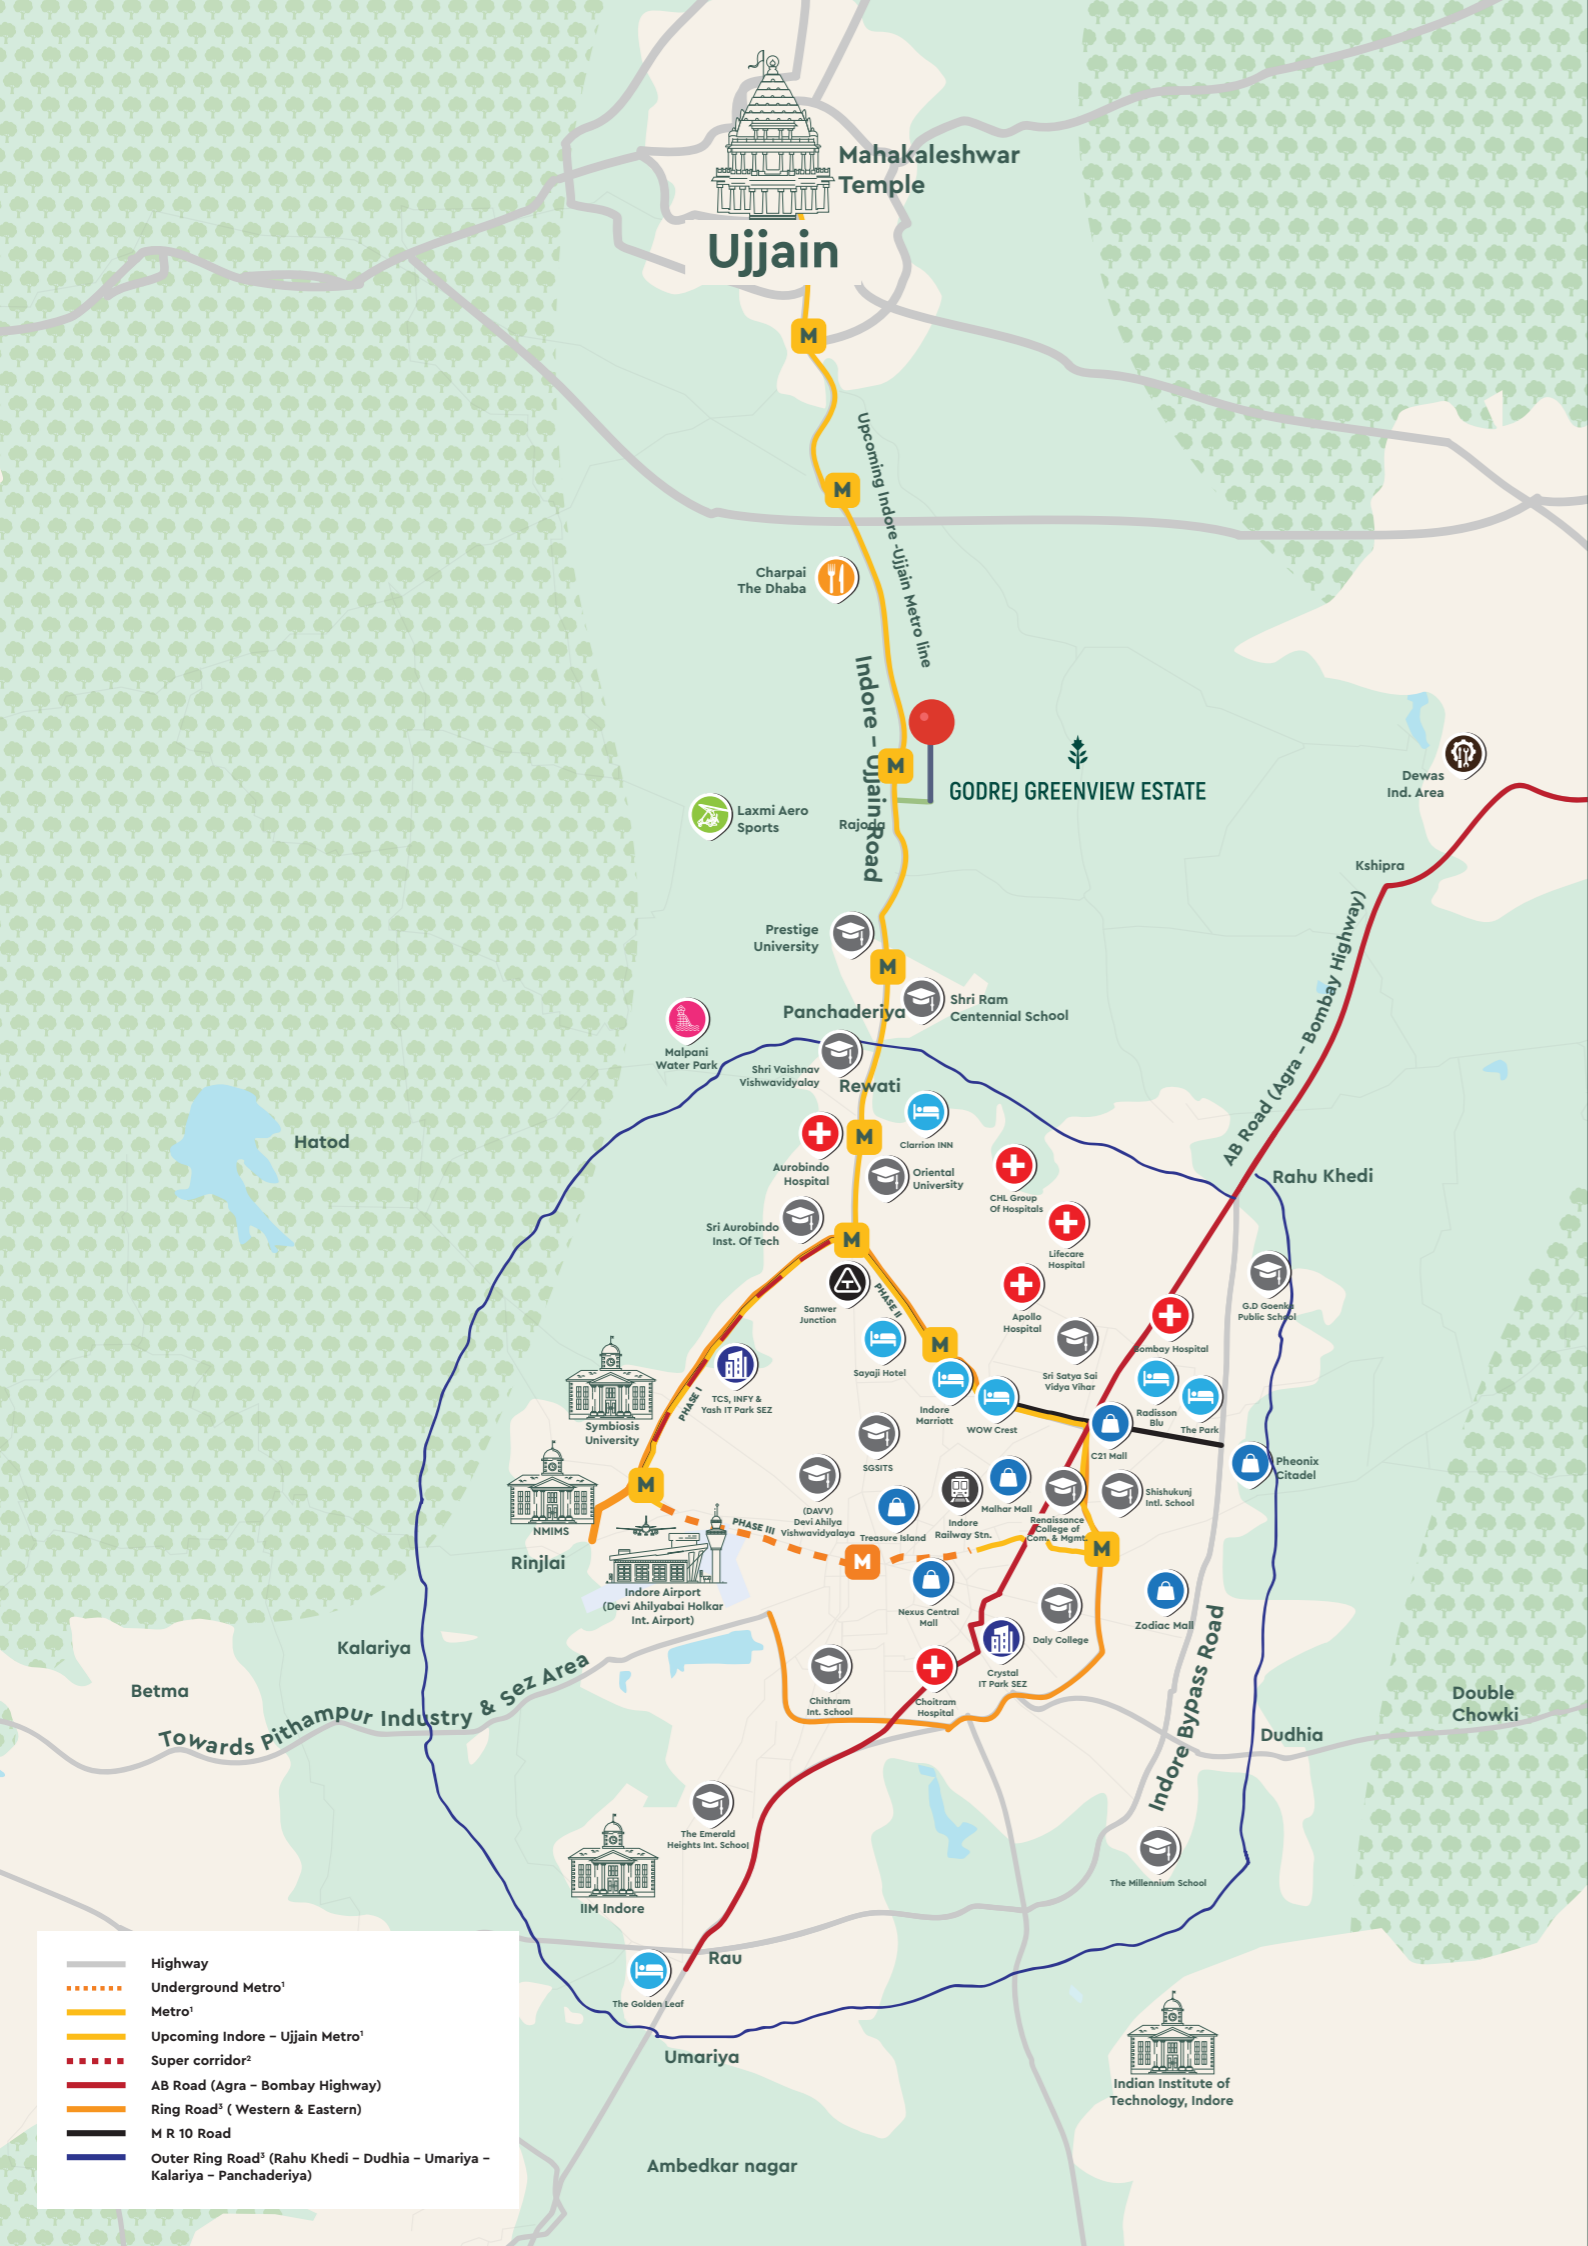 Mahakaleshwar
Temple
Ujjain
M
M
Upcoming Indore -Ujjain Metro line
Charpai
The Dhaba
Indore – Ujjain Road
M
GODREJ GREENVIEW ESTATE
Dewas
Ind. Area
Laxmi Aero
Sports
Rajoda
Kshipra
AB Road (Agra – Bombay Highway)
Prestige
University
M
Shri Ram
Centennial School
Panchaderiya
Malpani
Water Park
Shri Vaishnav
Vishwavidyalay
Rewati
Clarrion INN
M
Hatod
Aurobindo
Hospital
Oriental
University
CHL Group
Of Hospitals
Rahu Khedi
Sri Aurobindo
Inst. Of Tech
M
Lifecare
Hospital
Sanwer
Junction
PHASE II
Apollo
Hospital
G.D Goenka
Public School
M
Bombay Hospital
Sayaji Hotel
Sri Satya Sai
Vidya Vihar
TCS, INFY &
Yash IT Park SEZ
PHASE I
Indore
Marriott
WOW Crest
Radisson
Blu
The Park
Symbiosis
University
C21 Mall
SGSITS
Pheonix
Citadel
M
(DAVV)
Devi Ahilya
Vishwavidyalaya
Treasure Island
Indore
Railway Stn.
Malhar Mall
Renaissance
College of
Com. & Mgmt.
Shishukunj
Intl. School
NMIMS
PHASE III
M
M
Rinjlai
Indore Airport
(Devi Ahilyabai Holkar
Int. Airport)
Nexus Central
Mall
Zodiac Mall
Daly College
Kalariya
Crystal
IT Park SEZ
Betma
Towards Pithampur Industry & Sez Area
Chithram
Int. School
Choitram
Hospital
Indore Bypass Road
Double
Chowki
Dudhia
The Emerald
Heights Int. School
The Millennium School
IIM Indore
Rau
The Golden Leaf
Umariya
Indian Institute of
Technology, Indore
Ambedkar nagar
Highway
Underground Metro¹
Metro¹
Upcoming Indore – Ujjain Metro¹
Super corridor²
AB Road (Agra – Bombay Highway)
Ring Road³ ( Western & Eastern)
M R 10 Road
Outer Ring Road³ (Rahu Khedi – Dudhia – Umariya –
Kalariya – Panchaderiya)